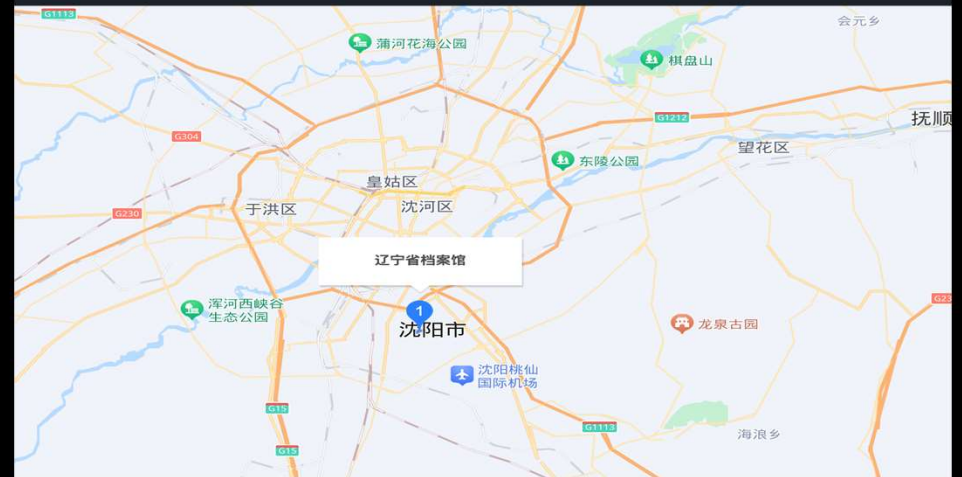 G1113
会元乡
蒲河花海公园
棋盘山
G1212
抚顺
G304
望花区
东陵公园
皇姑区
沈河区
于洪区
G230
辽宁省档案馆
浑河西峡谷
生态公园
1
沈阳市
G23
龙泉古园
沈阳桃仙
国际机场
G15
G1113
海浪乡
G15